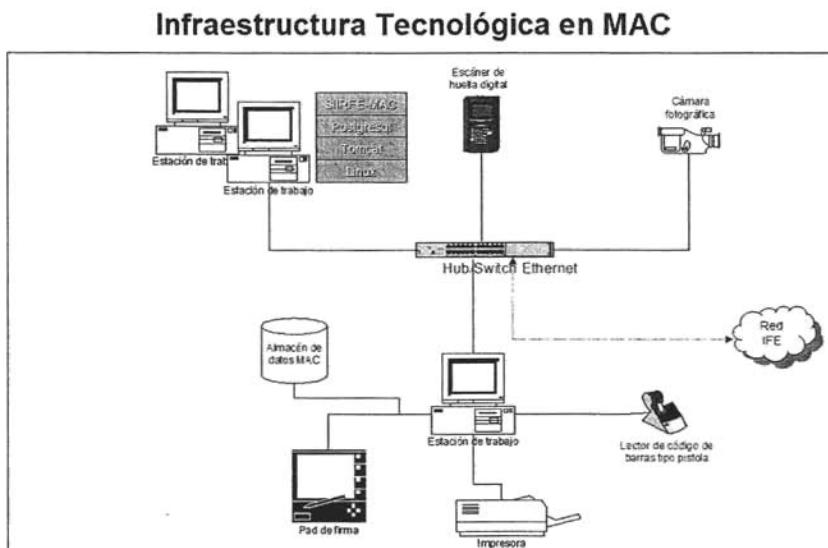 Infraestructura Tecnológica en MAC
Escáner de
huella digital
Cámara
fotográfica
SIIRFE-MAC
Postgresql
Tomcat
Linux
Estación de trab
Estación de trabajo
Hub/Switch Ethernet
Red
IFE
Almacén de
datos MAC
Estación de trabajo
Lector de código de
barras tipo pistola
Pad de firma
Impresora